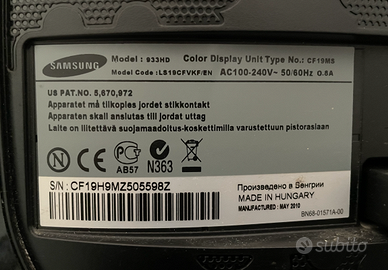 SAMSUNG
Model : 933HD Color Display Unit Type No.: CF19MS
Model Code : LS19CFVKF/EN AC100-240V~ 50/60Hz 0.8A
US PAT.NO. 5,670,972
Apparatet må tilkoples jordet stikkontakt
Apparaten skall anslutas till jordat uttag
Laite on liitettävä suojamaadoitus-koskettimilla varustettuun pistorasiaan
N CE AB57 N363
S/N: CF19H9MZ505598Z
Произведено в Венгрии
MADE IN HUNGARY
MANUFACTURED : MAY 2010
BN68-01571A-00
subito